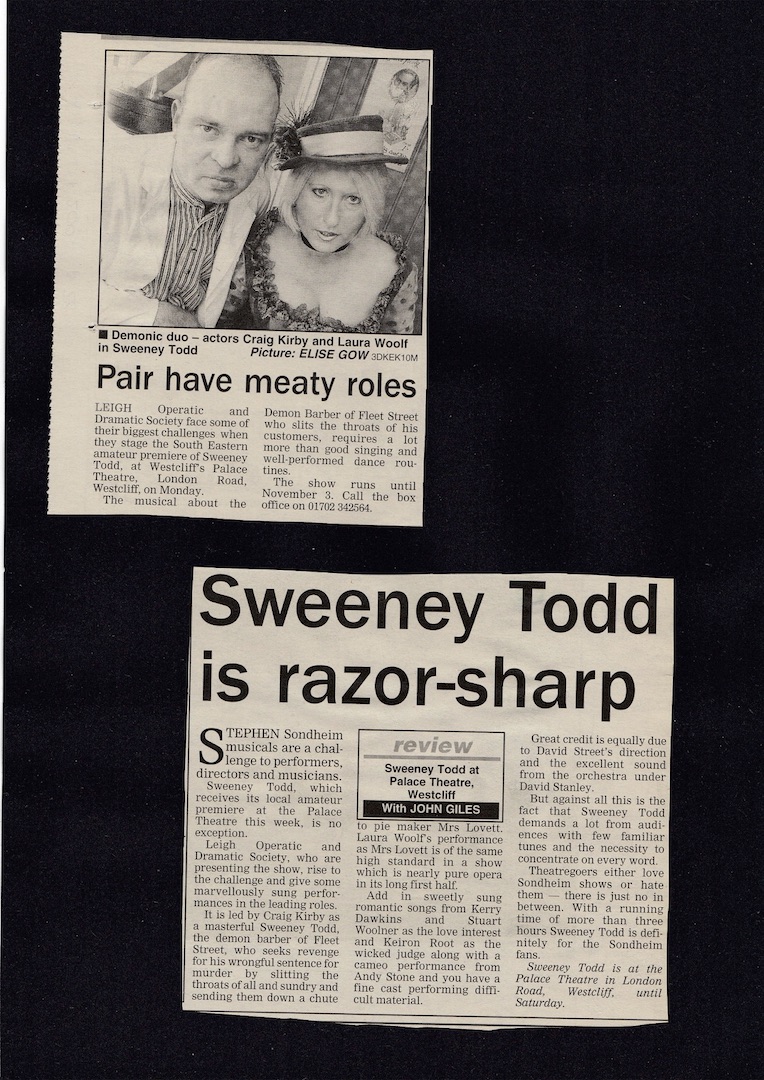 ■ Demonic duo – actors Craig Kirby and Laura Woolf
in Sweeney Todd Picture: ELISE GOW 3DKEK10M
Pair have meaty roles
LEIGH Operatic and
Dramatic Society face some of
their biggest challenges when
they stage the South Eastern
amateur premiere of Sweeney
Todd, at Westcliff's Palace
Theatre, London Road,
Westcliff, on Monday.
The musical about the
Demon Barber of Fleet Street
who slits the throats of his
customers, requires a lot
more than good singing and
well-performed dance rou-
tines.
The show runs until
November 3. Call the box
office on 01702 342564.
Sweeney Todd
is razor-sharp
STEPHEN Sondheim
musicals are a chal-
lenge to performers,
directors and musicians.
Sweeney Todd, which
receives its local amateur
premiere at the Palace
Theatre this week, is no
exception.
Leigh Operatic and
Dramatic Society, who are
presenting the show, rise to
the challenge and give some
marvellously sung perfor-
mances in the leading roles.
It is led by Craig Kirby as
a masterful Sweeney Todd,
the demon barber of Fleet
Street, who seeks revenge
for his wrongful sentence for
murder by slitting the
throats of all and sundry and
sending them down a chute
review
Sweeney Todd at
Palace Theatre,
Westcliff
With JOHN GILES
to pie maker Mrs Lovett.
Laura Woolf's performance
as Mrs Lovett is of the same
high standard in a show
which is nearly pure opera
in its long first half.
Add in sweetly sung
romantic songs from Kerry
Dawkins and Stuart
Woolner as the love interest
and Keiron Root as the
wicked judge along with a
cameo performance from
Andy Stone and you have a
fine cast performing diffi-
cult material.
Great credit is equally due
to David Street's direction
and the excellent sound
from the orchestra under
David Stanley.
But against all this is the
fact that Sweeney Todd
demands a lot from audi-
ences with few familiar
tunes and the necessity to
concentrate on every word.
Theatregoers either love
Sondheim shows or hate
them — there is just no in
between. With a running
time of more than three
hours Sweeney Todd is defi-
nitely for the Sondheim
fans.
Sweeney Todd is at the
Palace Theatre in London
Road, Westcliff, until
Saturday.